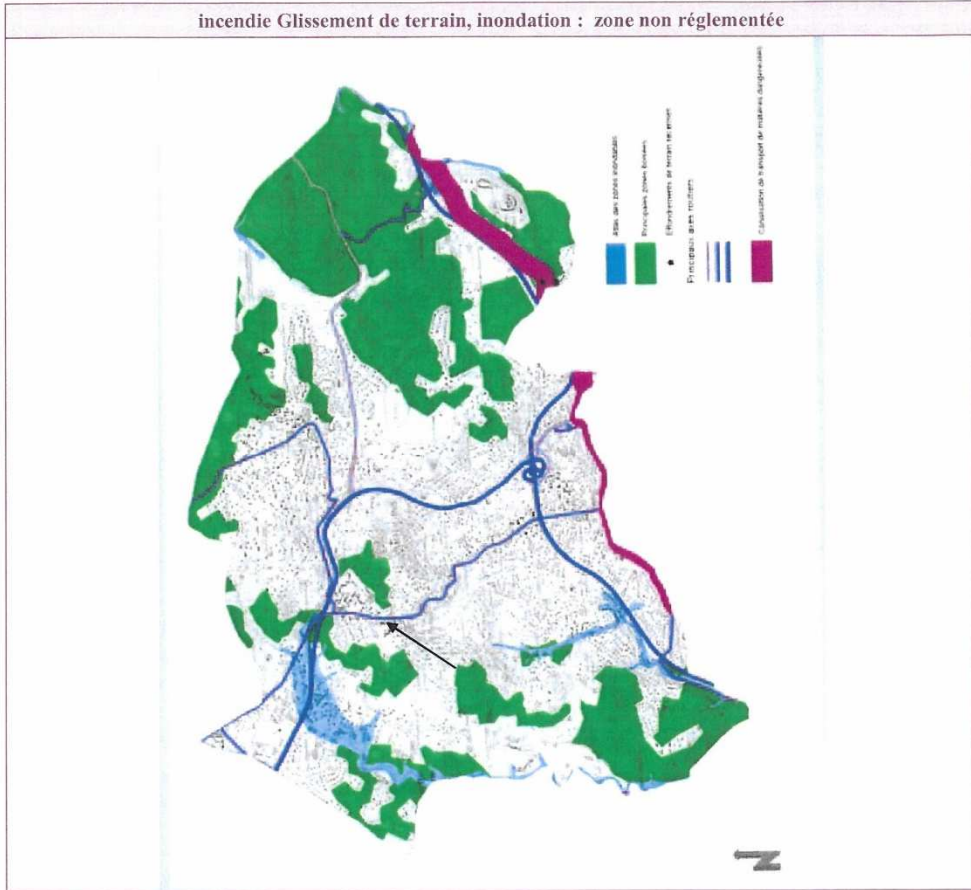 incendie Glissement de terrain, inondation : zone non réglementée
Atlas des zones inondables
Principales zones boisées
Effondrements de terrain recensés
Principaux axes routiers
Canalisation de transport de matières dangereuses
N